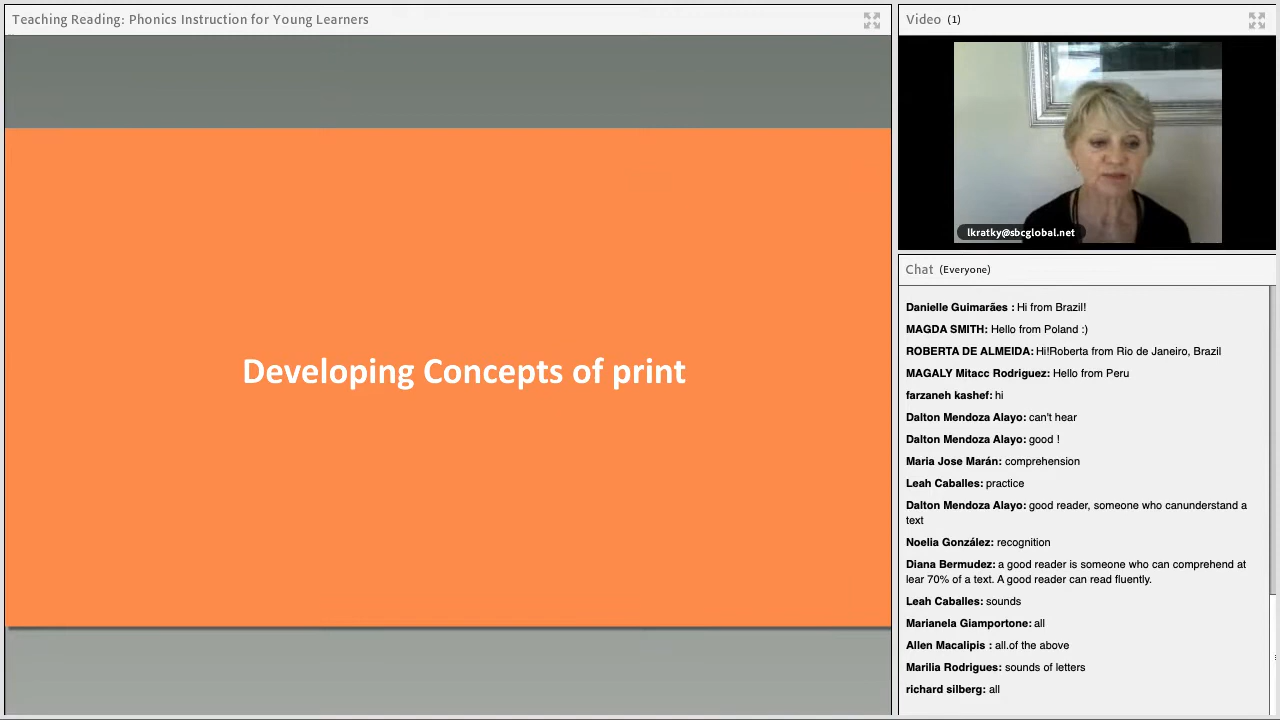 Teaching Reading: Phonics Instruction for Young Learners
Developing Concepts of print
Video (1)
lkratky@sbcglobal.net
Chat (Everyone)
Danielle Guimarães : Hi from Brazil!
MAGDA SMITH: Hello from Poland :)
ROBERTA DE ALMEIDA: Hi!Roberta from Rio de Janeiro, Brazil
MAGALY Mitacc Rodriguez: Hello from Peru
farzaneh kashef: hi
Dalton Mendoza Alayo: can't hear
Dalton Mendoza Alayo: good !
Maria Jose Marán: comprehension
Leah Caballes: practice
Dalton Mendoza Alayo: good reader, someone who canunderstand a
text
Noelia González: recognition
Diana Bermudez: a good reader is someone who can comprehend at
lear 70% of a text. A good reader can read fluently.
Leah Caballes: sounds
Marianela Giamportone: all
Allen Macalipis : all.of the above
Marilia Rodrigues: sounds of letters
richard silberg: all